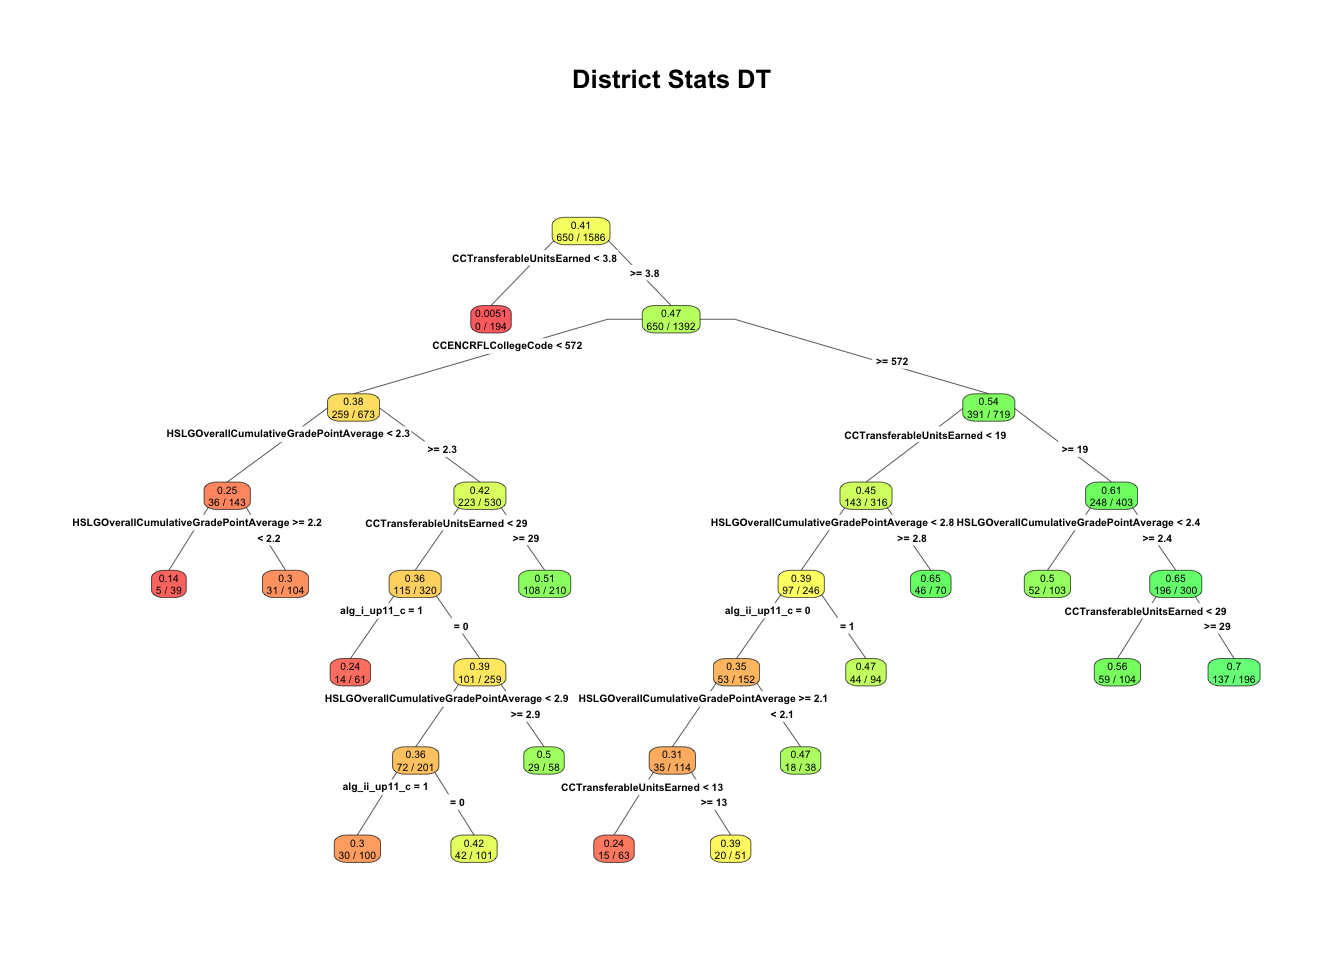 District Stats DT
0.41
650 / 1586
CCTransferableUnitsEarned < 3.8
>= 3.8
0.0051
0 / 194
0.47
650 / 1392
CCENCRFLCollegeCode < 572
>= 572
0.38
259 / 673
0.54
391 / 719
HSLGOverallCumulativeGradePointAverage < 2.3
>= 2.3
CCTransferableUnitsEarned < 19
>= 19
0.25
36 / 143
0.42
223 / 530
0.45
143 / 316
0.61
248 / 403
HSLGOverallCumulativeGradePointAverage >= 2.2
< 2.2
CCTransferableUnitsEarned < 29
>= 29
HSLGOverallCumulativeGradePointAverage < 2.8
>= 2.8
HSLGOverallCumulativeGradePointAverage < 2.4
>= 2.4
0.14
5 / 39
0.3
31 / 104
0.36
115 / 320
0.51
108 / 210
0.39
97 / 246
0.65
46 / 70
0.5
52 / 103
0.65
196 / 300
alg_i_up11_c = 1
= 0
alg_ii_up11_c = 0
= 1
CCTransferableUnitsEarned < 29
>= 29
0.24
14 / 61
0.39
101 / 259
0.35
53 / 152
0.47
44 / 94
0.56
59 / 104
0.7
137 / 196
HSLGOverallCumulativeGradePointAverage < 2.9
>= 2.9
HSLGOverallCumulativeGradePointAverage >= 2.1
< 2.1
0.36
72 / 201
0.5
29 / 58
0.31
35 / 114
0.47
18 / 38
alg_ii_up11_c = 1
= 0
CCTransferableUnitsEarned < 13
>= 13
0.3
30 / 100
0.42
42 / 101
0.24
15 / 63
0.39
20 / 51